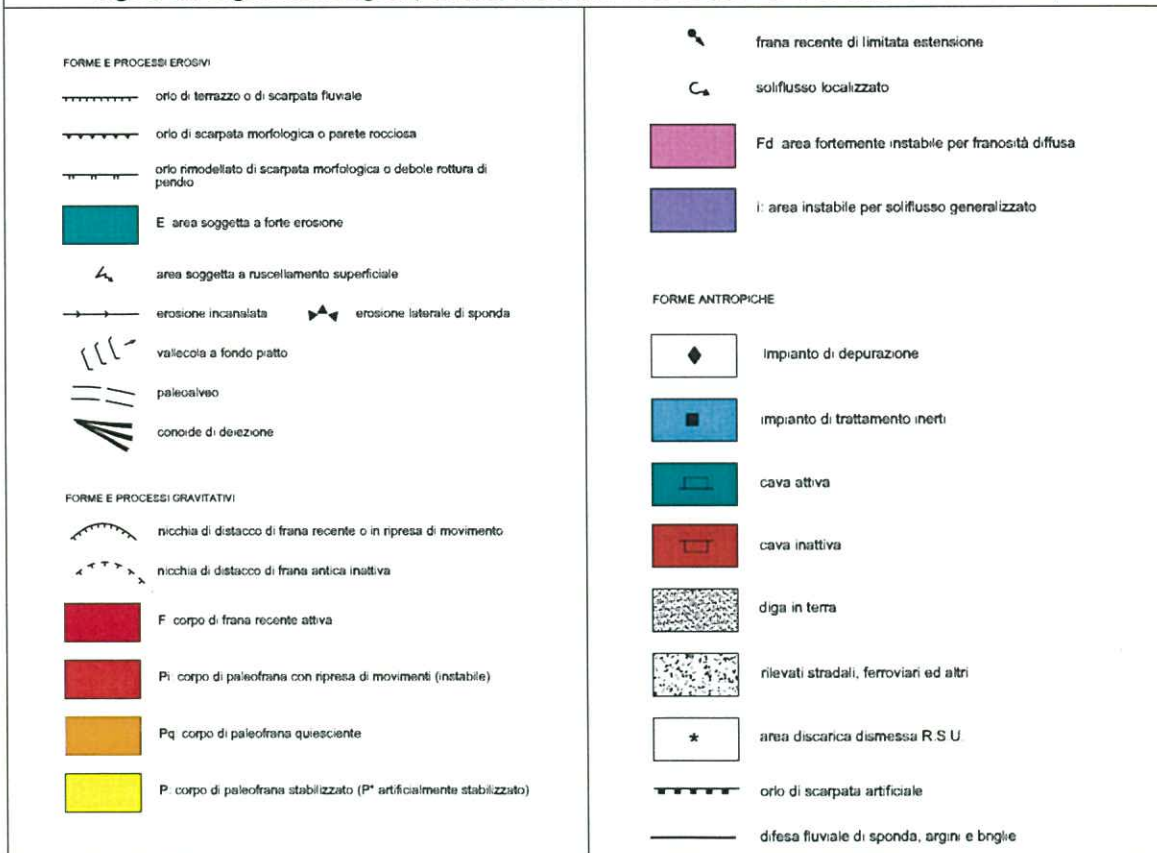 FORME E PROCESSI EROSIVI
orlo di terrazzo o di scarpata fluviale
orlo di scarpata morfologica o parete rocciosa
orlo rimodellato di scarpata morfologica o debole rottura di
pendio
E area soggetta a forte erosione
area soggetta a ruscellamento superficiale
erosione incanalata
erosione laterale di sponda
vallecola a fondo piatto
paleoalveo
conoide di deiezione
FORME E PROCESSI GRAVITATIVI
nicchia di distacco di frana recente o in ripresa di movimento
nicchia di distacco di frana antica inattiva
F corpo di frana recente attiva
Pi corpo di paleofrana con ripresa di movimenti (instabile)
Pq corpo di paleofrana quiesciente
P: corpo di paleofrana stabilizzato (P* artificialmente stabilizzato)
frana recente di limitata estensione
soliflusso localizzato
Fd area fortemente instabile per franosità diffusa
i: area instabile per soliflusso generalizzato
FORME ANTROPICHE
Impianto di depurazione
impianto di trattamento inerti
cava attiva
cava inattiva
diga in terra
rilevati stradali, ferroviari ed altri
area discarica dismessa R.S.U.
orlo di scarpata artificiale
difesa fluviale di sponda, argini e briglie